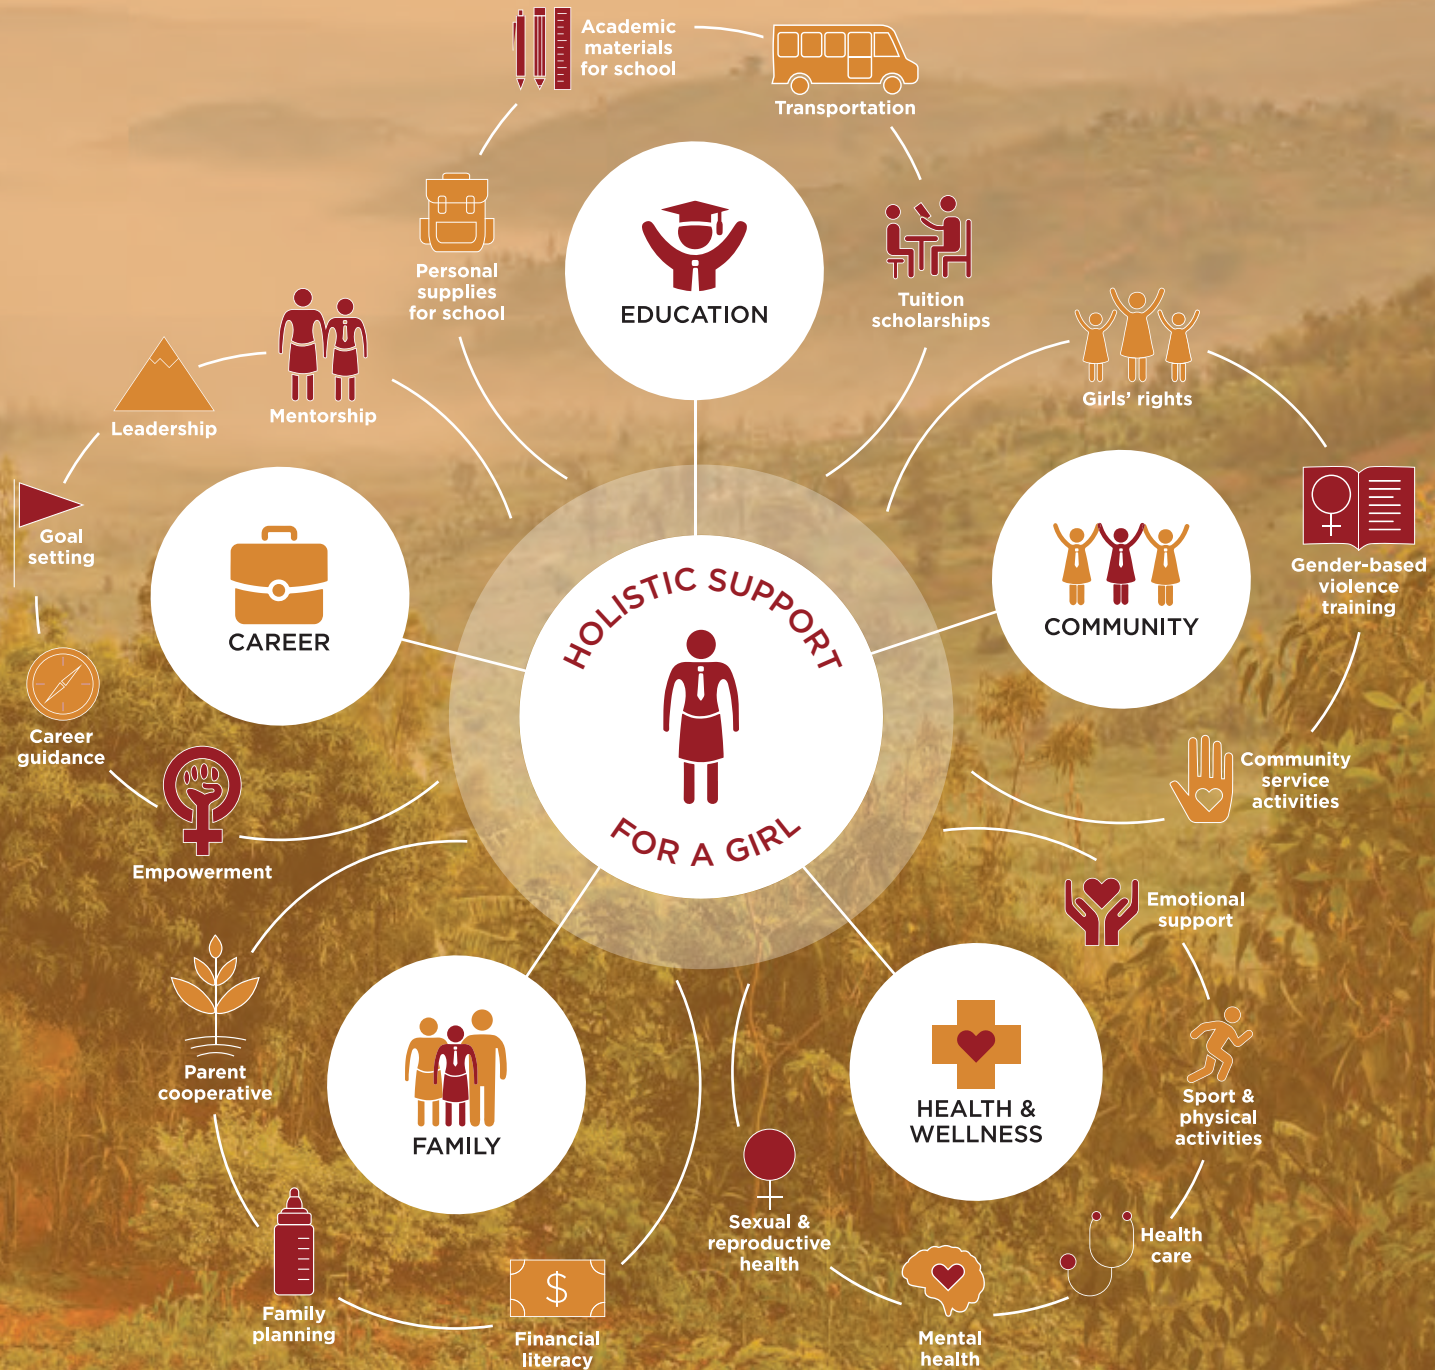 Academic
materials
for school
Transportation
Personal
supplies
for school
EDUCATION
Tuition
scholarships
Mentorship
Leadership
Goal
setting
CAREER
Career
guidance
Empowerment
Girls’ rights
Gender-based
violence
training
COMMUNITY
Community
service
activities
HOLISTIC SUPPORT
FOR A GIRL
Emotional
support
Sport &
physical
activities
HEALTH &
WELLNESS
Health
care
Mental
health
Sexual &
reproductive
health
Parent
cooperative
FAMILY
Family
planning
$
Financial
literacy